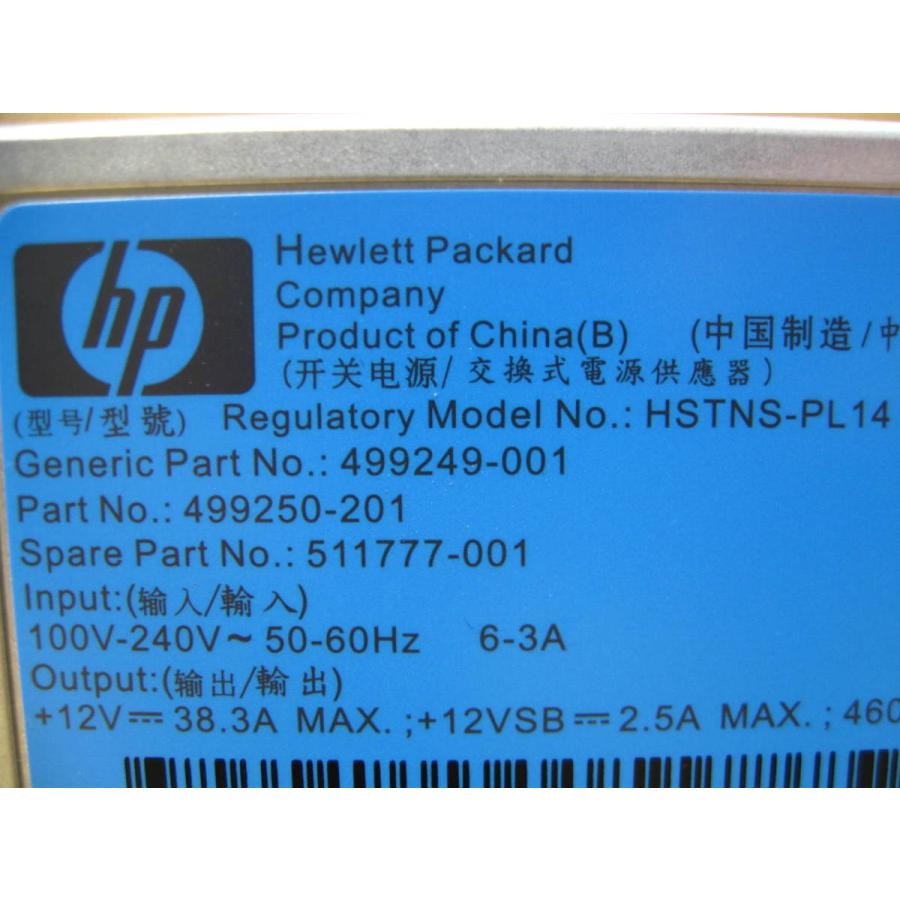 hp
Hewlett Packard
Company
Product of China(B) (中国制造/中
(开关电源/交換式電源供應器)
(型号/型號) Regulatory Model No.: HSTNS-PL14
Generic Part No.: 499249-001
Part No.: 499250-201
Spare Part No.: 511777-001
Input:(输入/輸入)
100V-240V~ 50-60Hz 6-3A
Output:(输出/輸出)
+12V⎓ 38.3A MAX.;+12VSB⎓ 2.5A MAX.; 460